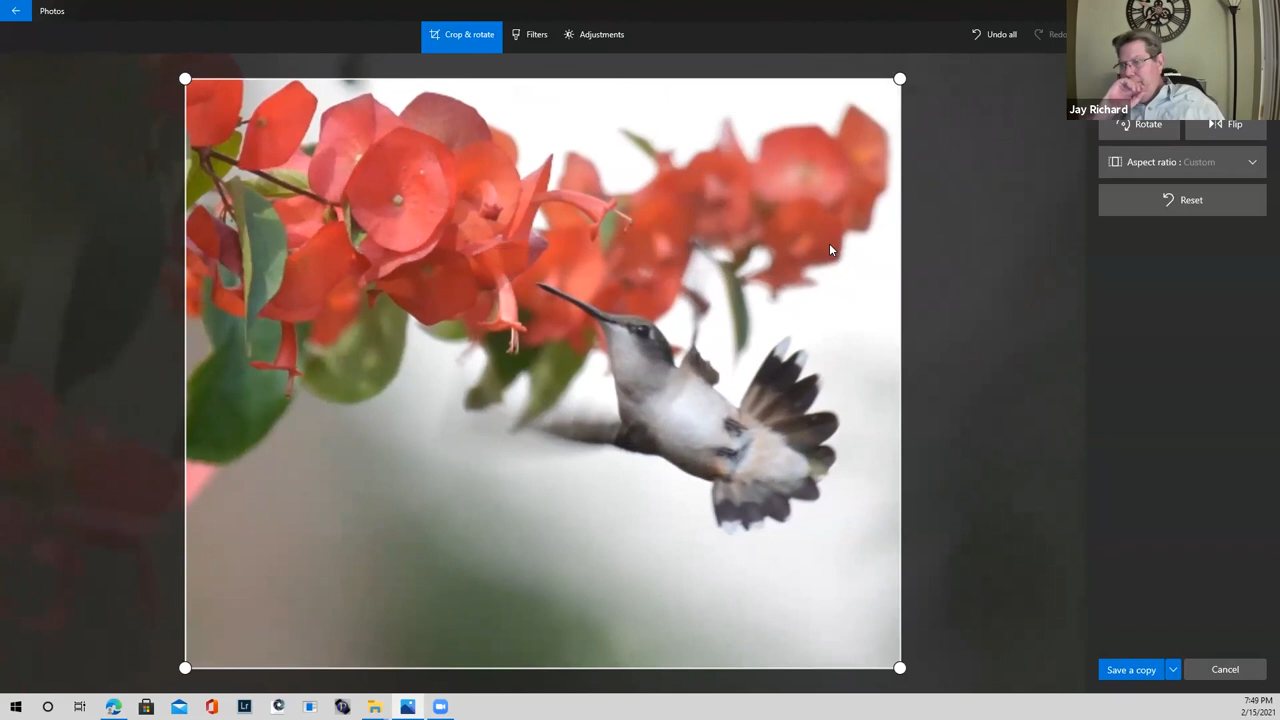 Photos
Crop & rotate
Filters
Adjustments
Undo all
Redo
Jay Richard
Rotate
Flip
Aspect ratio : Custom
Reset
Save a copy
Cancel
Lr
7:49 PM
2/15/2021